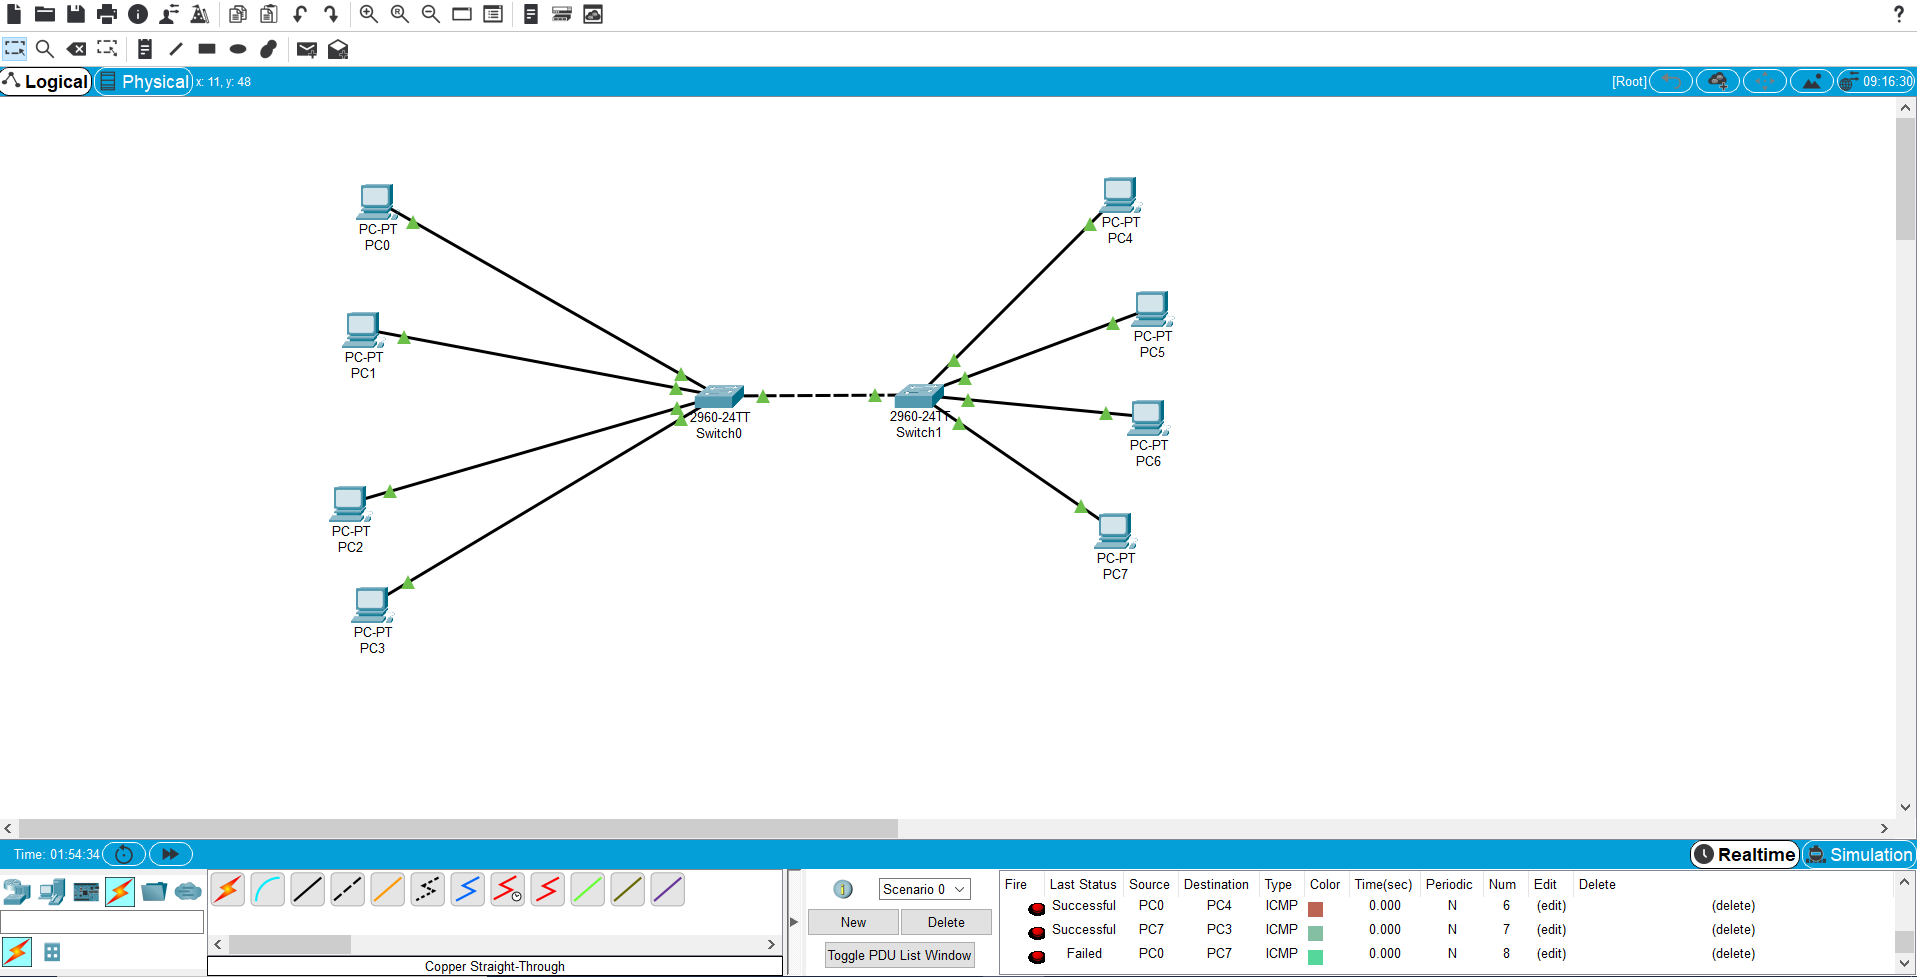 ?
Logical Physical x: 11, y: 48 [Root] 09:16:30
PC-PT
PC0
PC-PT
PC4
PC-PT
PC1
PC-PT
PC5
2960-24TT
Switch0
2960-24TT
Switch1
PC-PT
PC6
PC-PT
PC2
PC-PT
PC7
PC-PT
PC3
Time: 01:54:34 Realtime Simulation
Scenario 0
New Delete
Toggle PDU List Window
Copper Straight-Through
Fire Last Status Source Destination Type Color Time(sec) Periodic Num Edit Delete
Successful PC0 PC4 ICMP 0.000 N 6 (edit) (delete)
Successful PC7 PC3 ICMP 0.000 N 7 (edit) (delete)
Failed PC0 PC7 ICMP 0.000 N 8 (edit) (delete)